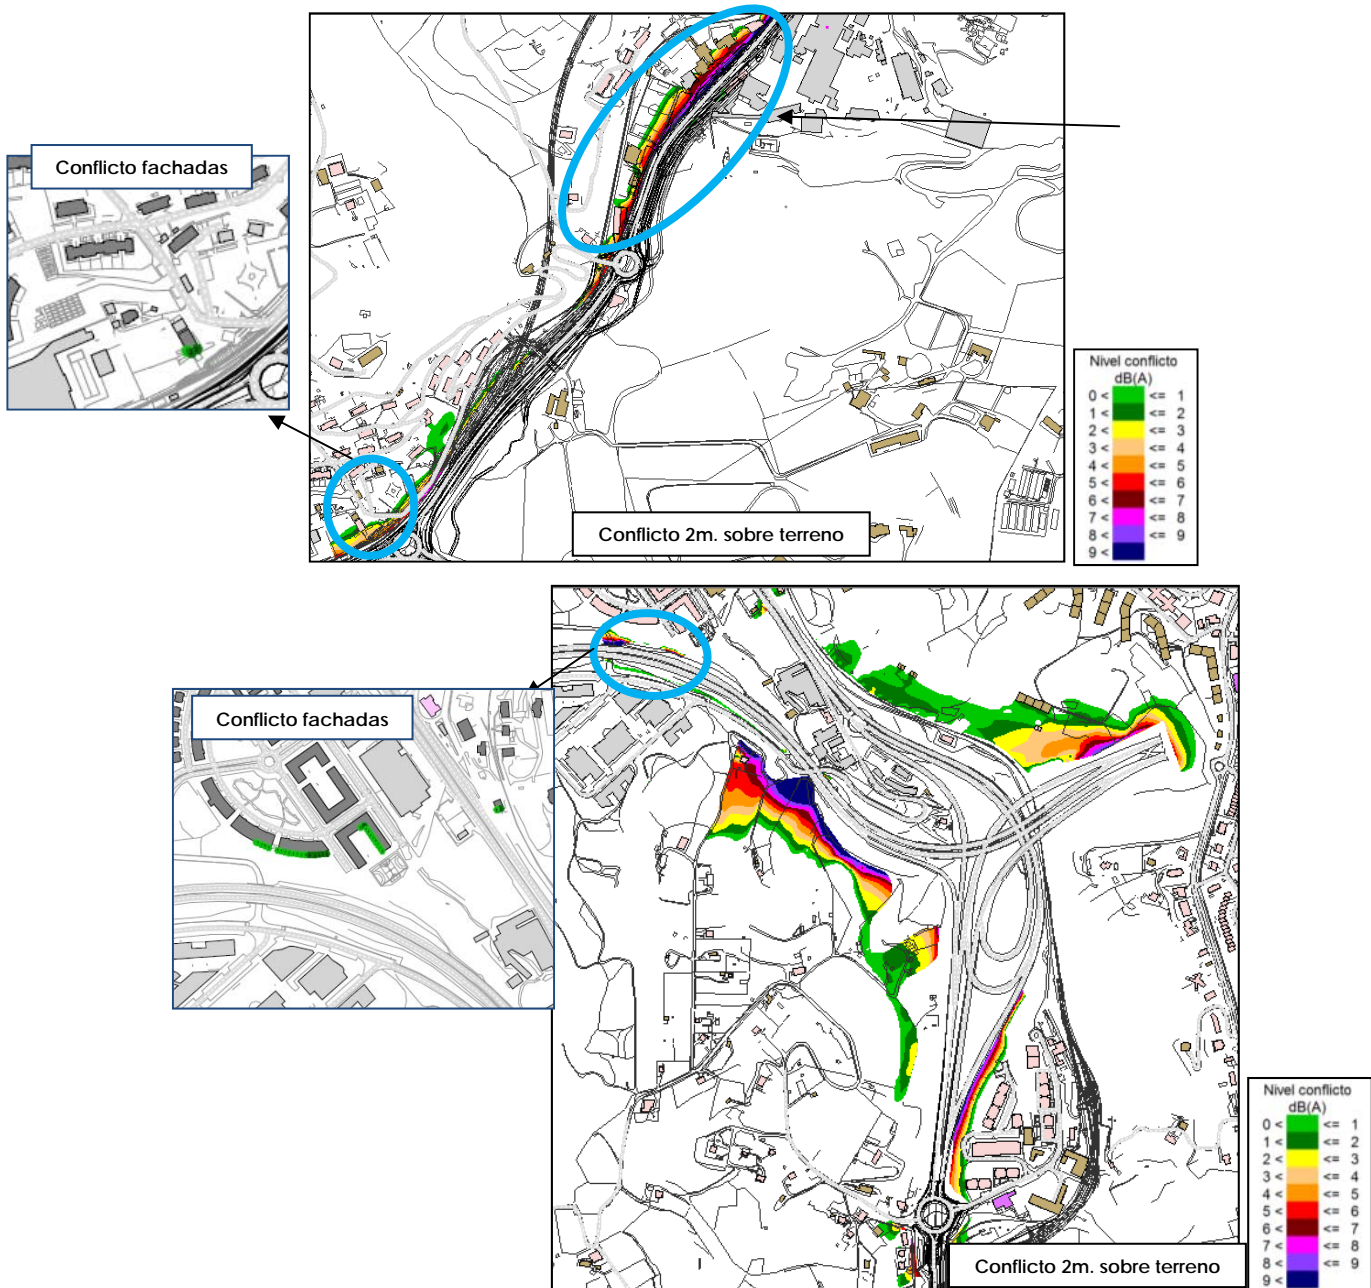 Conflicto fachadas
Conflicto 2m. sobre terreno
Nivel conflicto
dB(A)
0 < <= 1
1 < <= 2
2 < <= 3
3 < <= 4
4 < <= 5
5 < <= 6
6 < <= 7
7 < <= 8
8 < <= 9
9 <
Conflicto fachadas
Conflicto 2m. sobre terreno
Nivel conflicto
dB(A)
0 < <= 1
1 < <= 2
2 < <= 3
3 < <= 4
4 < <= 5
5 < <= 6
6 < <= 7
7 < <= 8
8 < <= 9
9 <